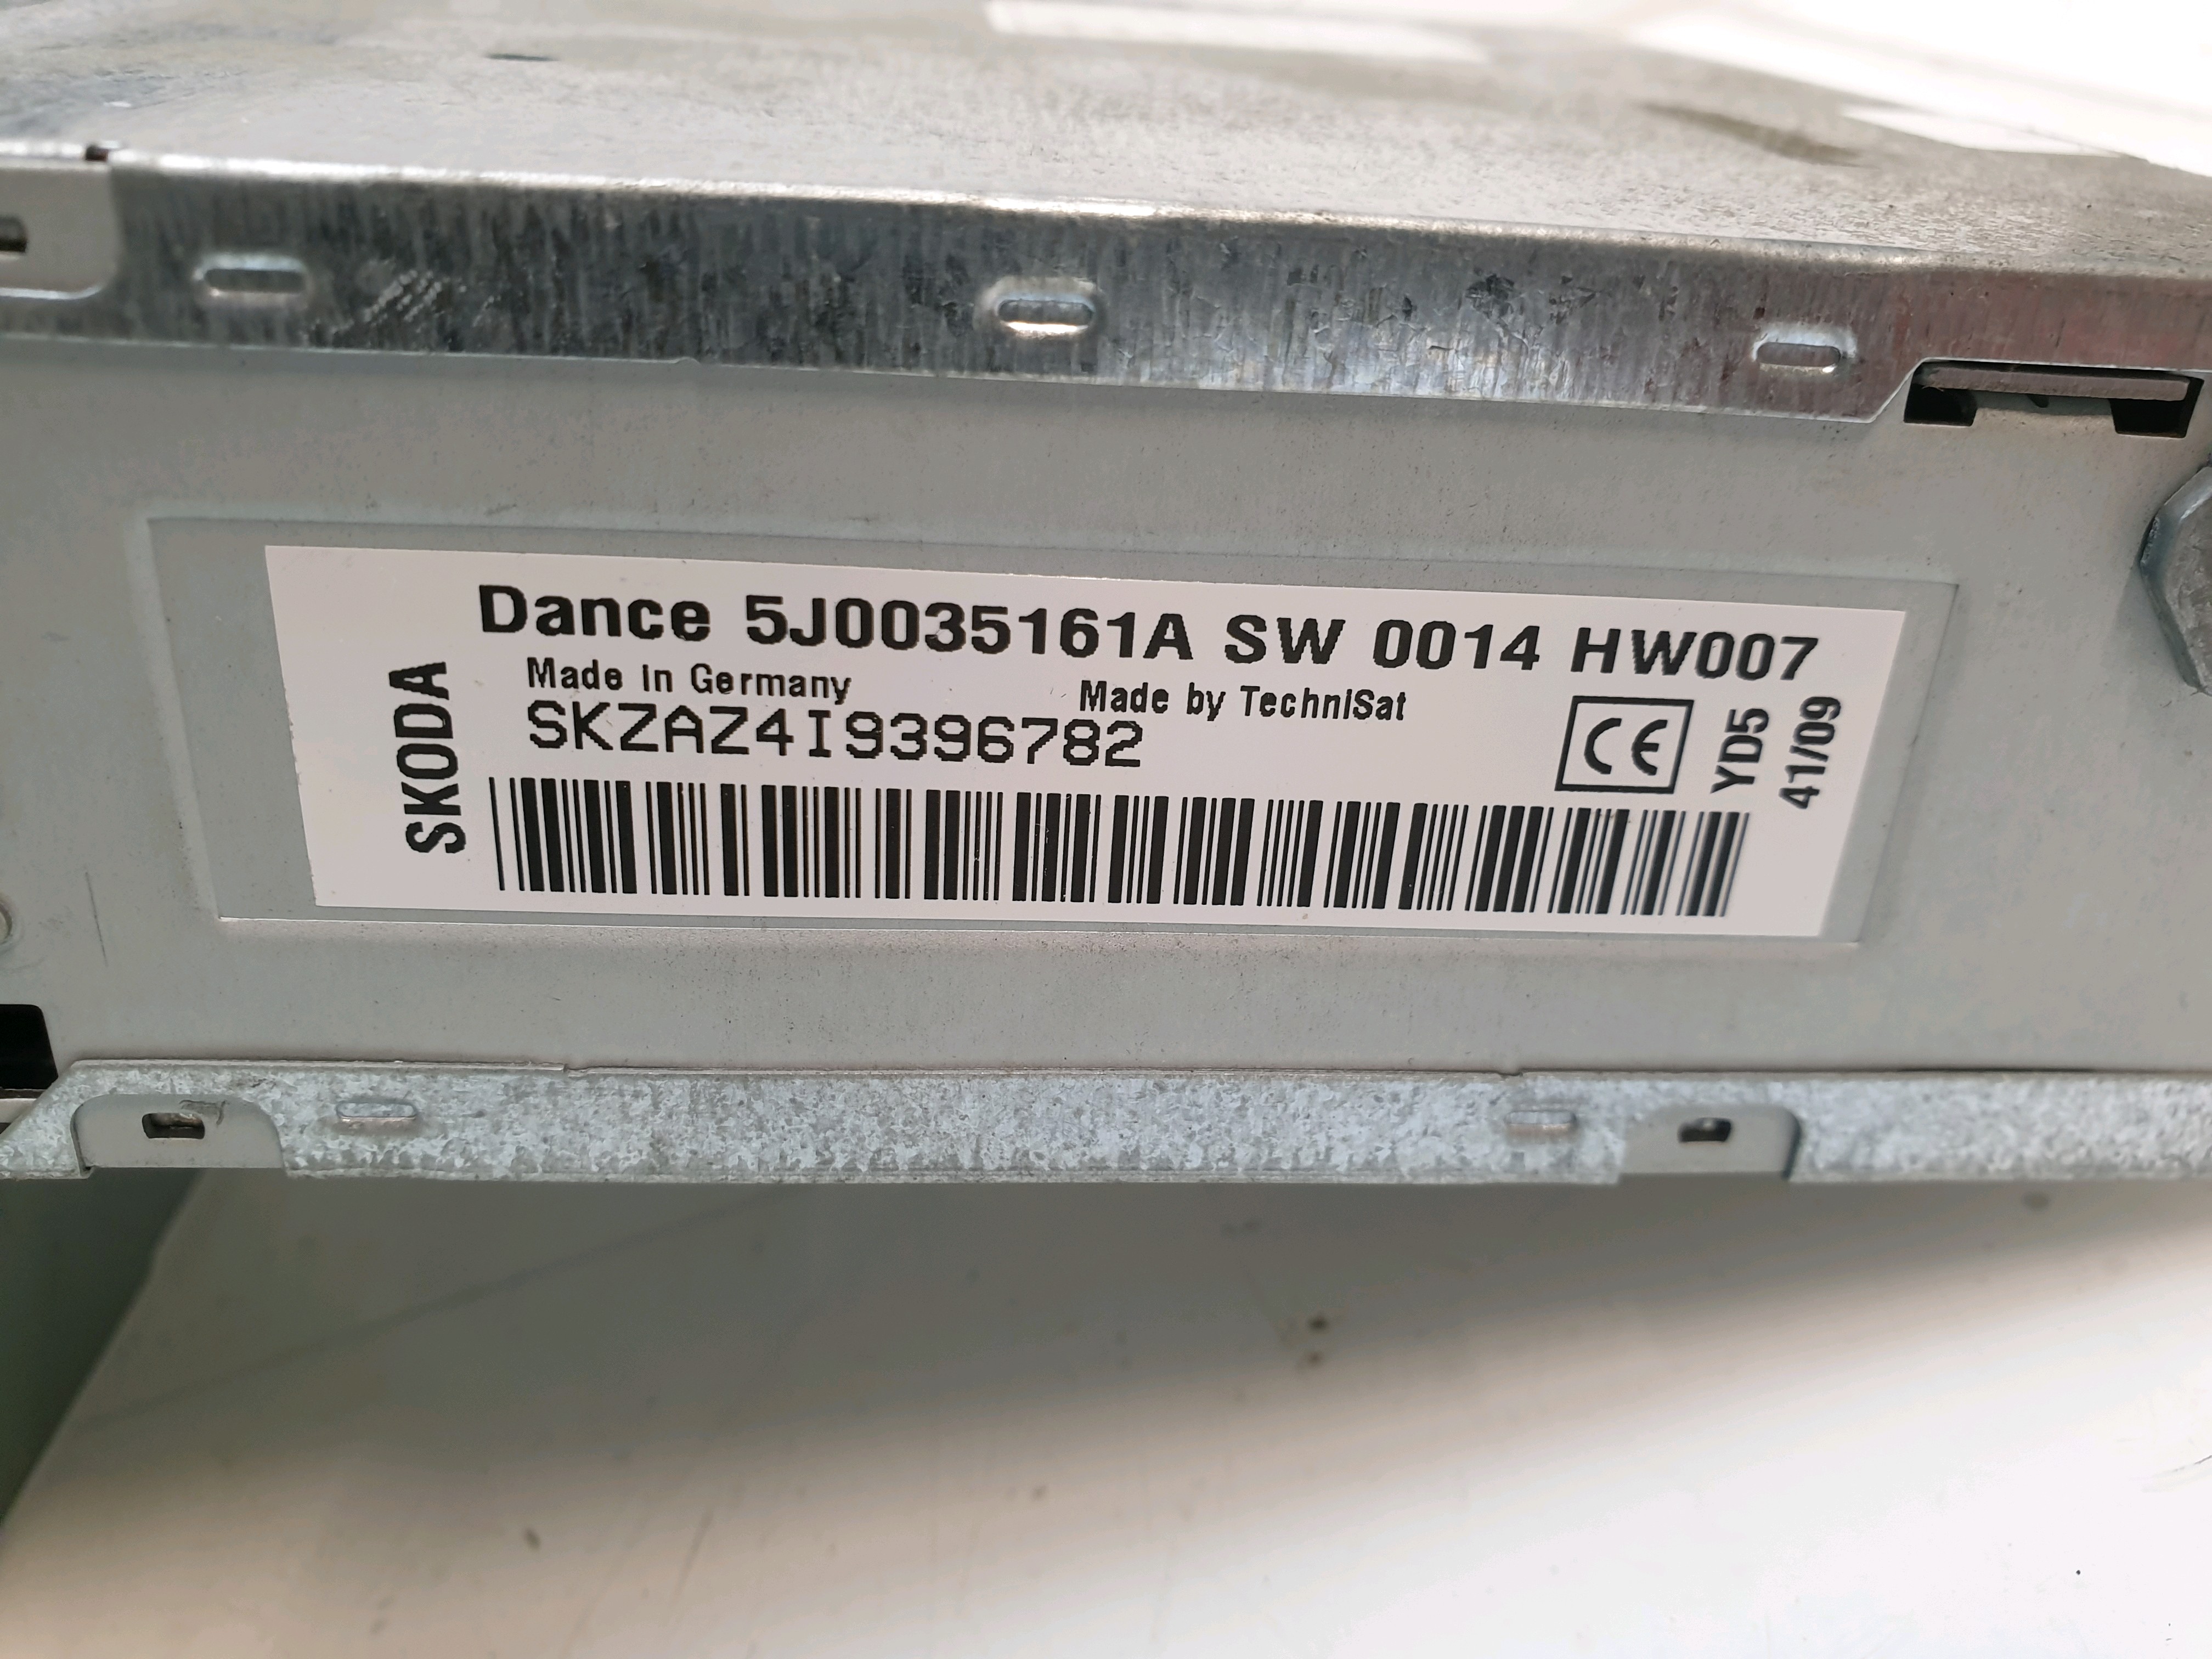 SKODA
Dance 5J0035161A SW 0014 HW007
Made in Germany
Made by TechniSat
SKZAZ4I9396782
CE
YD5
41/09